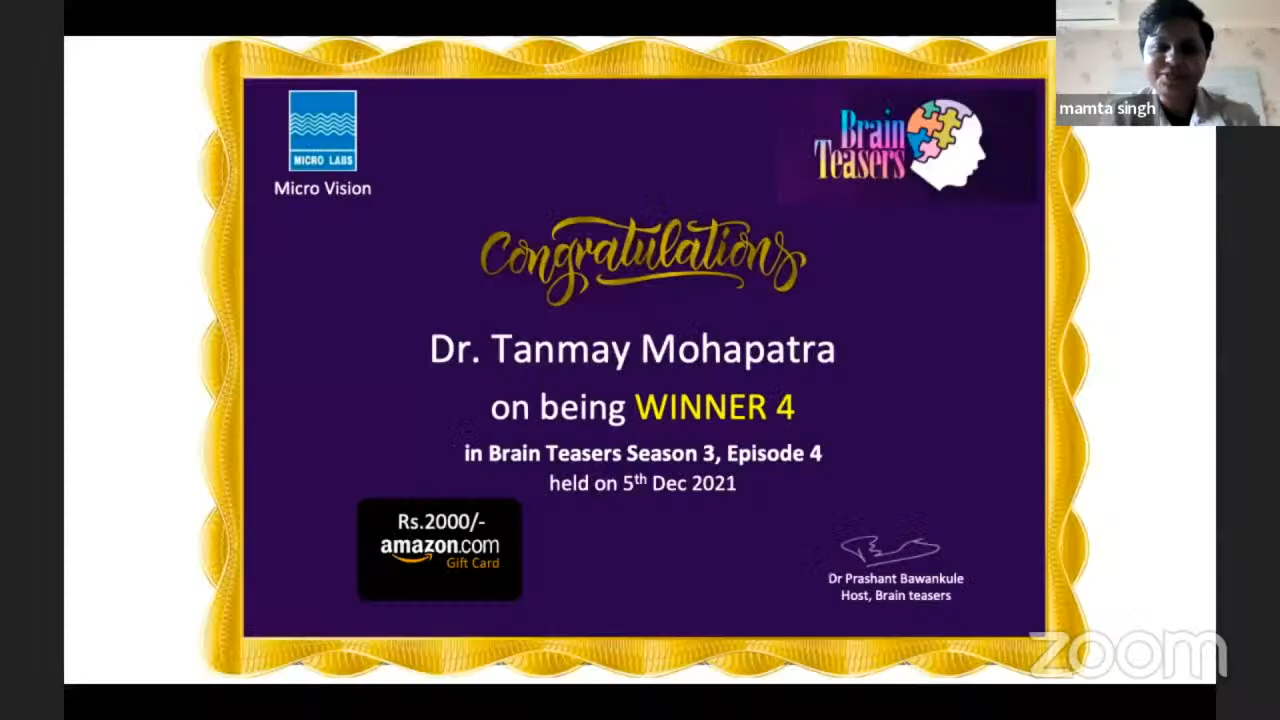 mamta singh
MICRO LABS
Micro Vision
Brain
Teasers
Congratulations
Dr. Tanmay Mohapatra
on being WINNER 4
in Brain Teasers Season 3, Episode 4
held on 5th Dec 2021
Rs.2000/-
amazon.com
Gift Card
Dr Prashant Bawankule
Host, Brain teasers
zoom